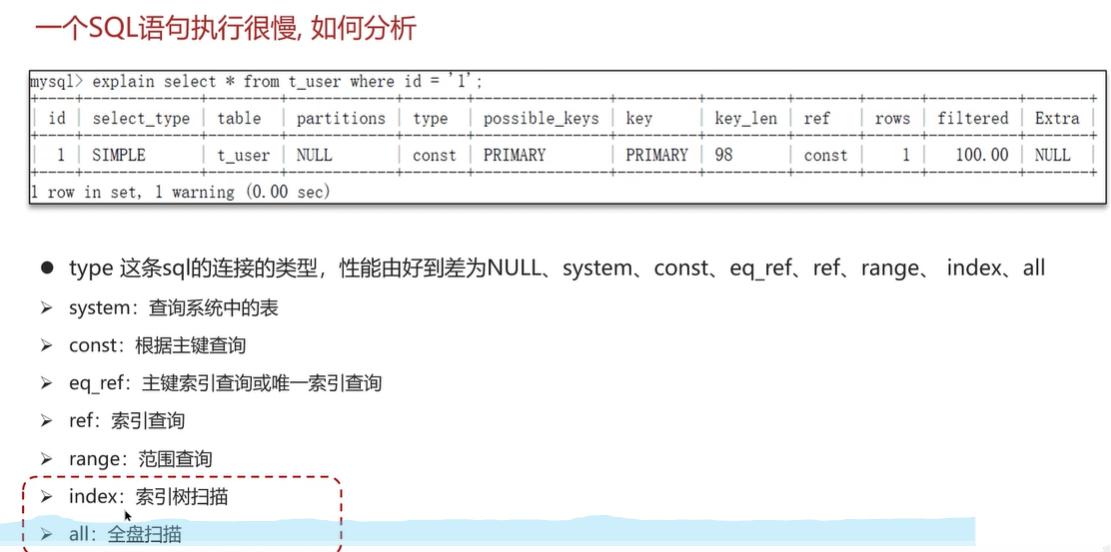 一个SQL语句执行很慢, 如何分析
mysql> explain select * from t_user where id = '1';
| id | select_type | table | partitions | type | possible_keys | key | key_len | ref | rows | filtered | Extra |
| 1 | SIMPLE | t_user | NULL | const | PRIMARY | PRIMARY | 98 | const | 1 | 100.00 | NULL |
1 row in set, 1 warning (0.00 sec)
● type 这条sql的连接的类型，性能由好到差为NULL、system、const、eq_ref、ref、range、 index、all
➢ system：查询系统中的表
➢ const：根据主键查询
➢ eq_ref：主键索引查询或唯一索引查询
➢ ref：索引查询
➢ range：范围查询
➢ index：索引树扫描
➢ all：全盘扫描